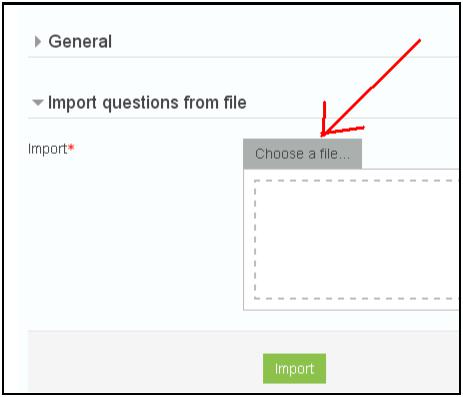 General
Import questions from file
Import*
Choose a file...
Import